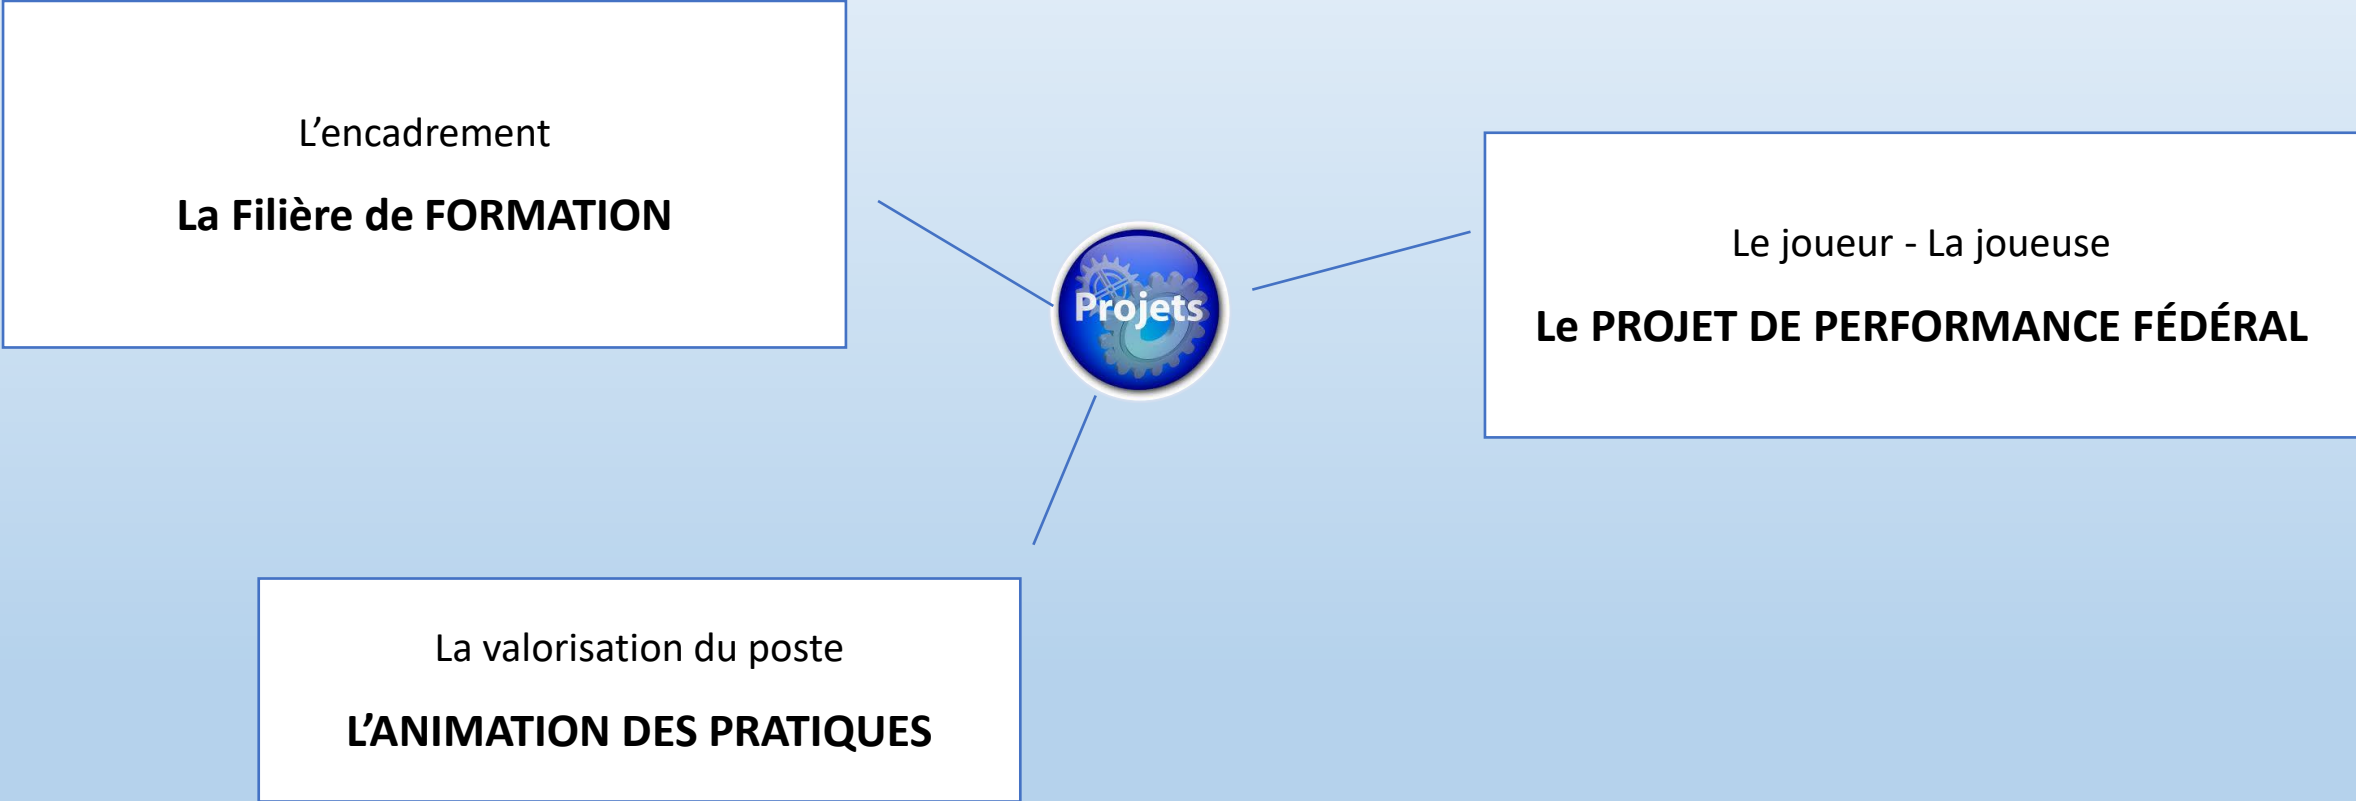 L’encadrement
La Filière de FORMATION
Projets
Le joueur - La joueuse
Le PROJET DE PERFORMANCE FÉDÉRAL
La valorisation du poste
L’ANIMATION DES PRATIQUES